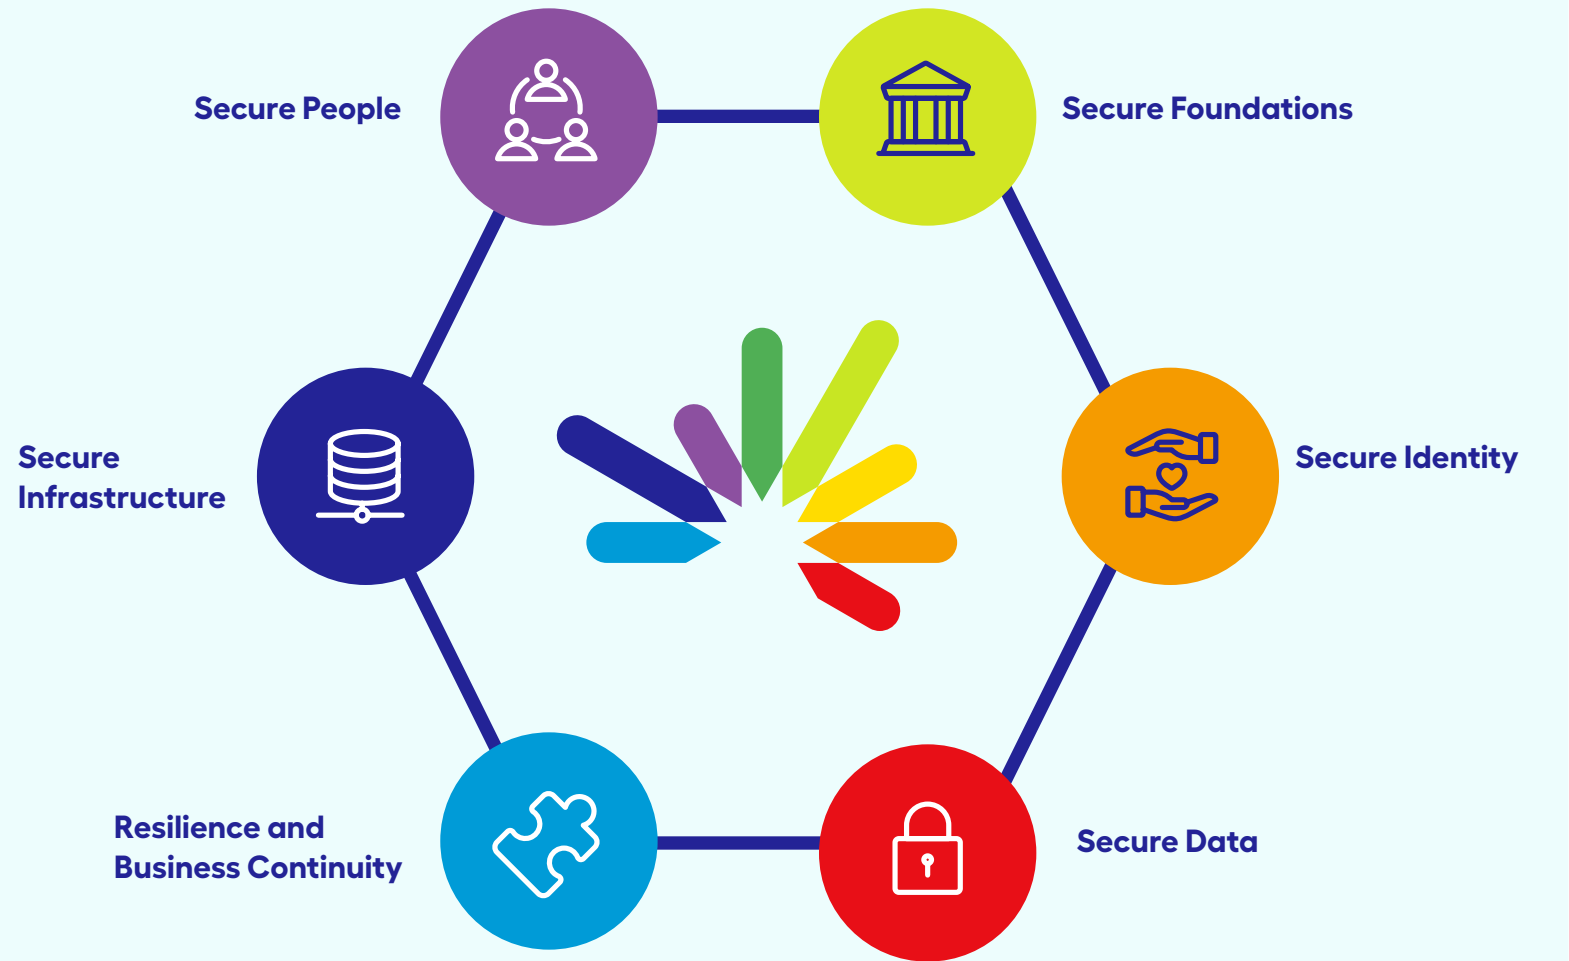 Secure People
Secure Foundations
Secure
Infrastructure
Secure Identity
Resilience and
Business Continuity
Secure Data